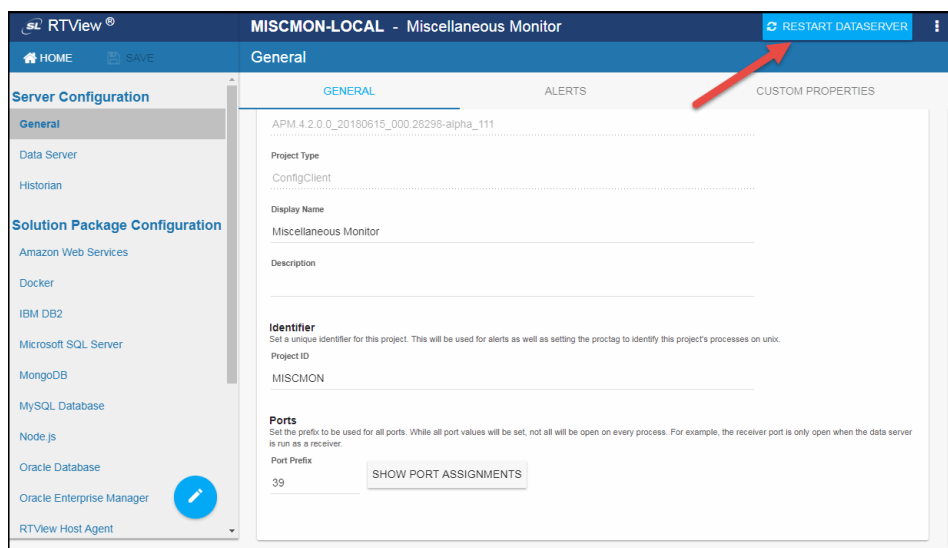 SL RTView ®
MISCMON-LOCAL - Miscellaneous Monitor
RESTART DATASERVER
HOME
SAVE
General
Server Configuration
General
Data Server
Historian
Solution Package Configuration
Amazon Web Services
Docker
IBM DB2
Microsoft SQL Server
MongoDB
MySQL Database
Node.js
Oracle Database
Oracle Enterprise Manager
RTView Host Agent
GENERAL
ALERTS
CUSTOM PROPERTIES
APM.4.2.0.0_20180615_000.28298-alpha_111
Project Type
ConfigClient
Display Name
Miscellaneous Monitor
Description
Identifier
Set a unique identifier for this project. This will be used for alerts as well as setting the proctag to identify this project's processes on unix.
Project ID
MISCMON
Ports
Set the prefix to be used for all ports. While all port values will be set, not all will be open on every process. For example, the receiver port is only open when the data server
is run as a receiver.
Port Prefix
39
SHOW PORT ASSIGNMENTS